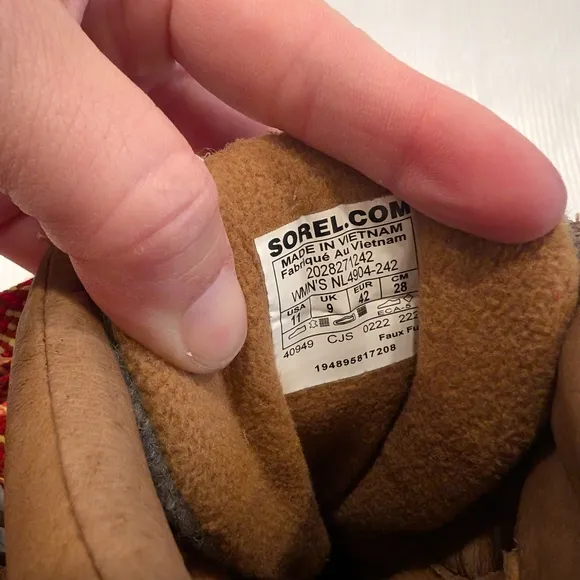 SOREL.COM
MADE IN VIETNAM
Fabriqué Au Vietnam
2028271242
WMN'S NL4904-242
USA UK EUR CM
11 9 42 28
40949 CJS 0222 222
Faux Fu
194895817208